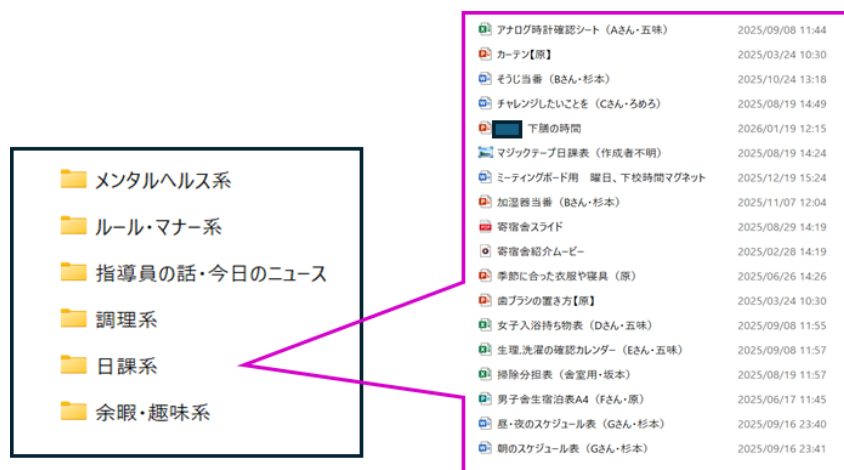 メンタルヘルス系
ルール・マナー系
指導員の話・今日のニュース
調理系
日課系
余暇・趣味系
アナログ時計確認シート（Aさん・五味） 2025/09/08 11:44
カーテン【原】 2025/03/24 10:30
そうじ当番（Bさん・杉本） 2025/10/24 13:18
チャレンジしたいことを（Cさん・ろめろ） 2025/08/19 14:49
下膳の時間 2026/01/19 12:15
マジックテープ日課表（作成者不明） 2025/08/19 14:24
ミーティングボード用　曜日、下校時間マグネット 2025/12/19 15:24
加湿器当番（Bさん・杉本） 2025/11/07 12:04
寄宿舎スライド 2025/08/29 14:19
寄宿舎紹介ムービー 2025/02/28 14:19
季節に合った衣服や寝具（原） 2025/06/26 14:26
歯ブラシの置き方【原】 2025/03/24 10:30
女子入浴持ち物表（Dさん・五味） 2025/09/08 11:55
生理,洗濯の確認カレンダー（Eさん・五味） 2025/09/08 11:57
掃除分担表（舎室用・坂本） 2025/08/19 11:57
男子舎生宿泊表A4（Fさん・原） 2025/06/17 11:45
昼・夜のスケジュール表（Gさん・杉本） 2025/09/16 23:40
朝のスケジュール表（Gさん・杉本） 2025/09/16 23:41